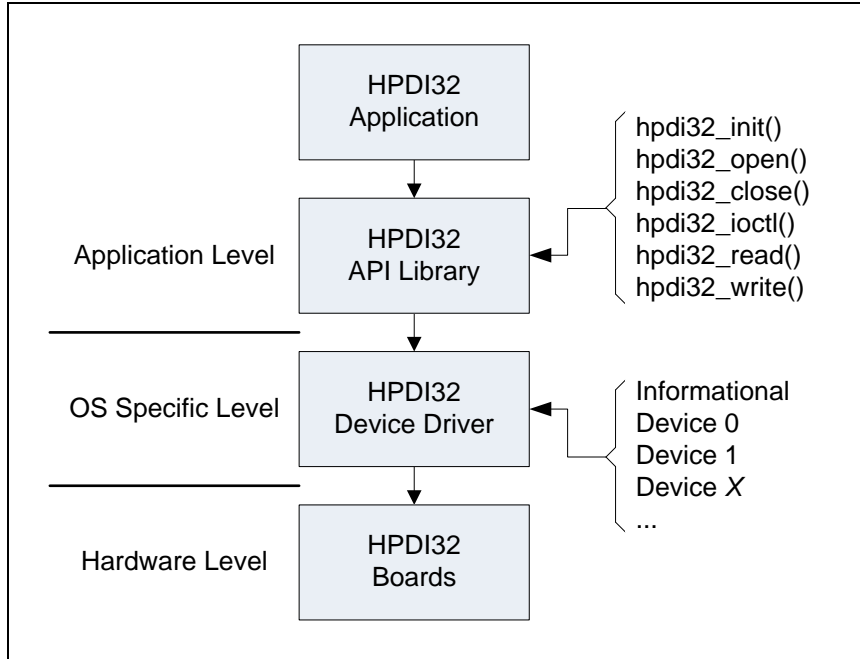 HPDI32
Application
HPDI32
API Library
hpdi32_init()
hpdi32_open()
hpdi32_close()
hpdi32_ioctl()
hpdi32_read()
hpdi32_write()
Application Level
OS Specific Level
HPDI32
Device Driver
Informational
Device 0
Device 1
Device X
...
Hardware Level
HPDI32
Boards